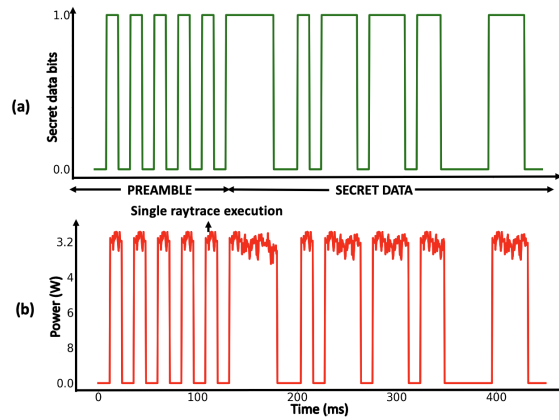 1.0
Secret data bits
(a)
0.0
PREAMBLE
SECRET DATA
Single raytrace execution
3.2
4
Power (W)
(b)
6
8
0.0
0
100
200
300
400
Time (ms)